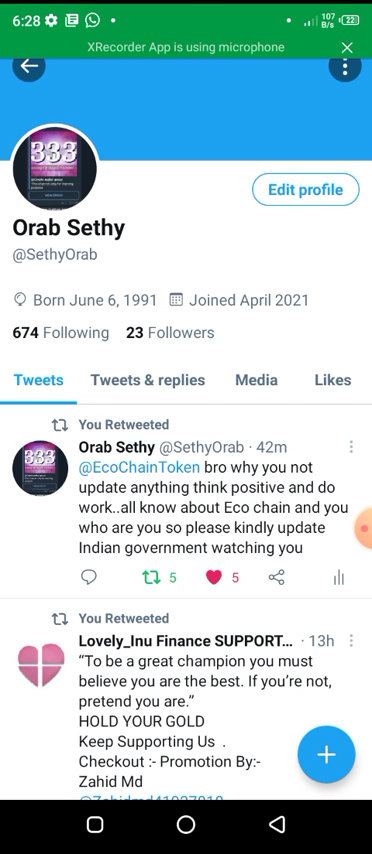 6:28
107
B/s
22
XRecorder App is using microphone
333
Edit profile
Orab Sethy
@SethyOrab
Born June 6, 1991 Joined April 2021
674 Following 23 Followers
Tweets Tweets & replies Media Likes
You Retweeted
Orab Sethy @SethyOrab · 42m
@EcoChainToken bro why you not
update anything think positive and do
work..all know about Eco chain and you
who are you so please kindly update
Indian government watching you
5 5
You Retweeted
Lovely_Inu Finance SUPPORT... · 13h
“To be a great champion you must
believe you are the best. If you’re not,
pretend you are.”
HOLD YOUR GOLD
Keep Supporting Us .
Checkout :- Promotion By:-
Zahid Md